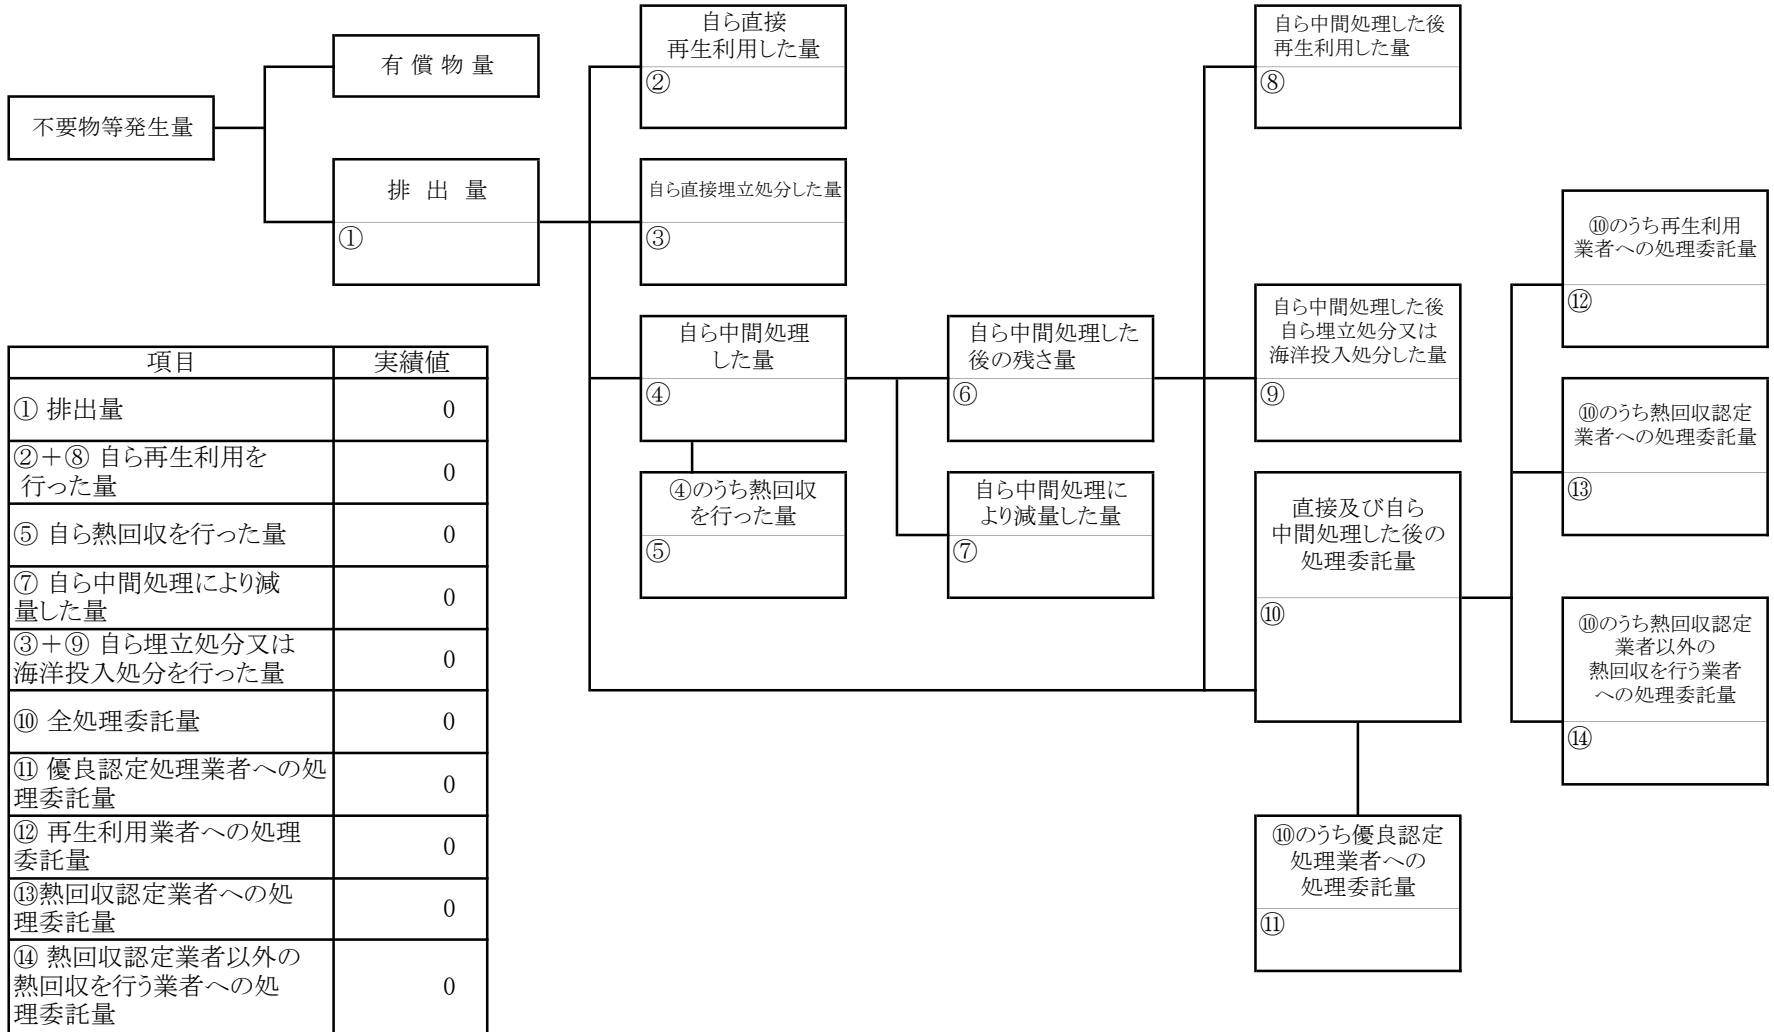 不要物等発生量
有償物量
排出量
①
自ら直接
再生利用した量
②
自ら直接埋立処分した量
③
自ら中間処理
した量
④
④のうち熱回収
を行った量
⑤
自ら中間処理した
後の残さ量
⑥
自ら中間処理に
より減量した量
⑦
自ら中間処理した後
再生利用した量
⑧
自ら中間処理した後
自ら埋立処分又は
海洋投入処分した量
⑨
直接及び自ら
中間処理した後の
処理委託量
⑩
⑩のうち優良認定
処理業者への
処理委託量
⑪
⑩のうち再生利用
業者への処理委託量
⑫
⑩のうち熱回収認定
業者への処理委託量
⑬
⑩のうち熱回収認定
業者以外の
熱回収を行う業者
への処理委託量
⑭
項目 実績値
① 排出量 0
②+⑧ 自ら再生利用を
行った量 0
⑤ 自ら熱回収を行った量 0
⑦ 自ら中間処理により減
量した量 0
③+⑨ 自ら埋立処分又は
海洋投入処分を行った量 0
⑩ 全処理委託量 0
⑪ 優良認定処理業者への処
理委託量 0
⑫ 再生利用業者への処理
委託量 0
⑬熱回収認定業者への処
理委託量 0
⑭ 熱回収認定業者以外の
熱回収を行う業者への処
理委託量 0